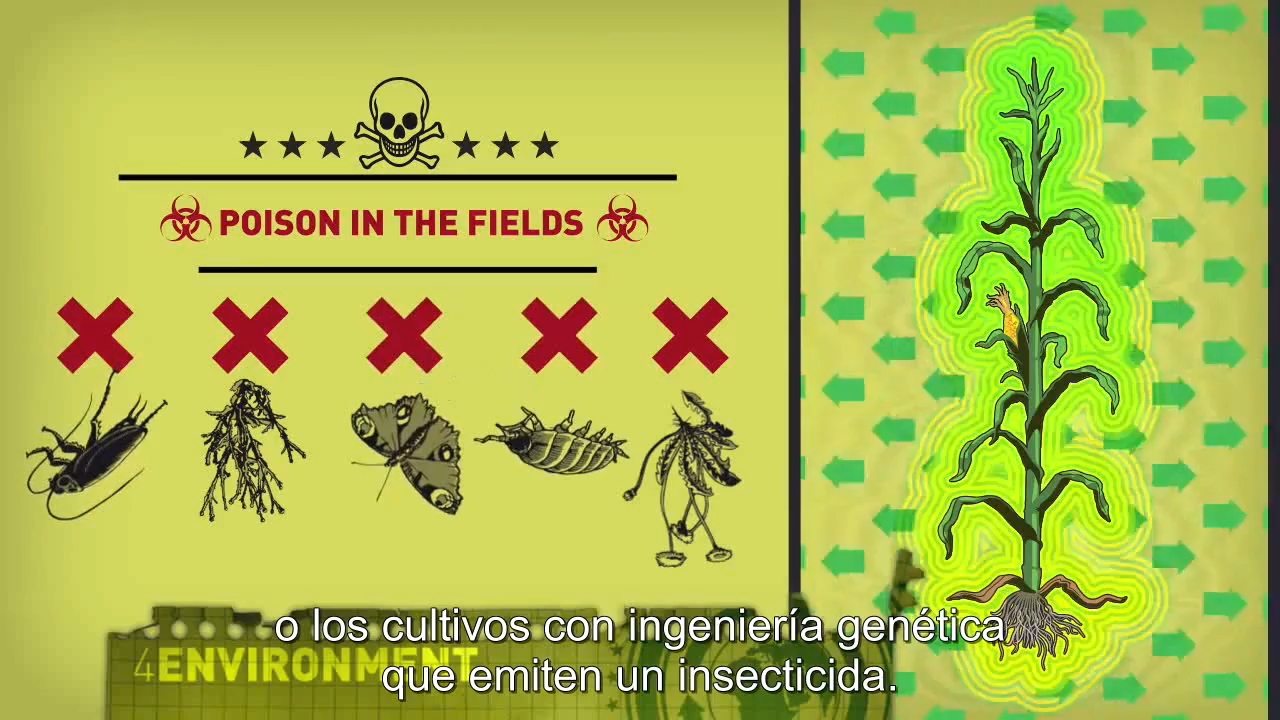 POISON IN THE FIELDS
4ENVIRONMENT
o los cultivos con ingeniería genética
que emiten un insecticida.